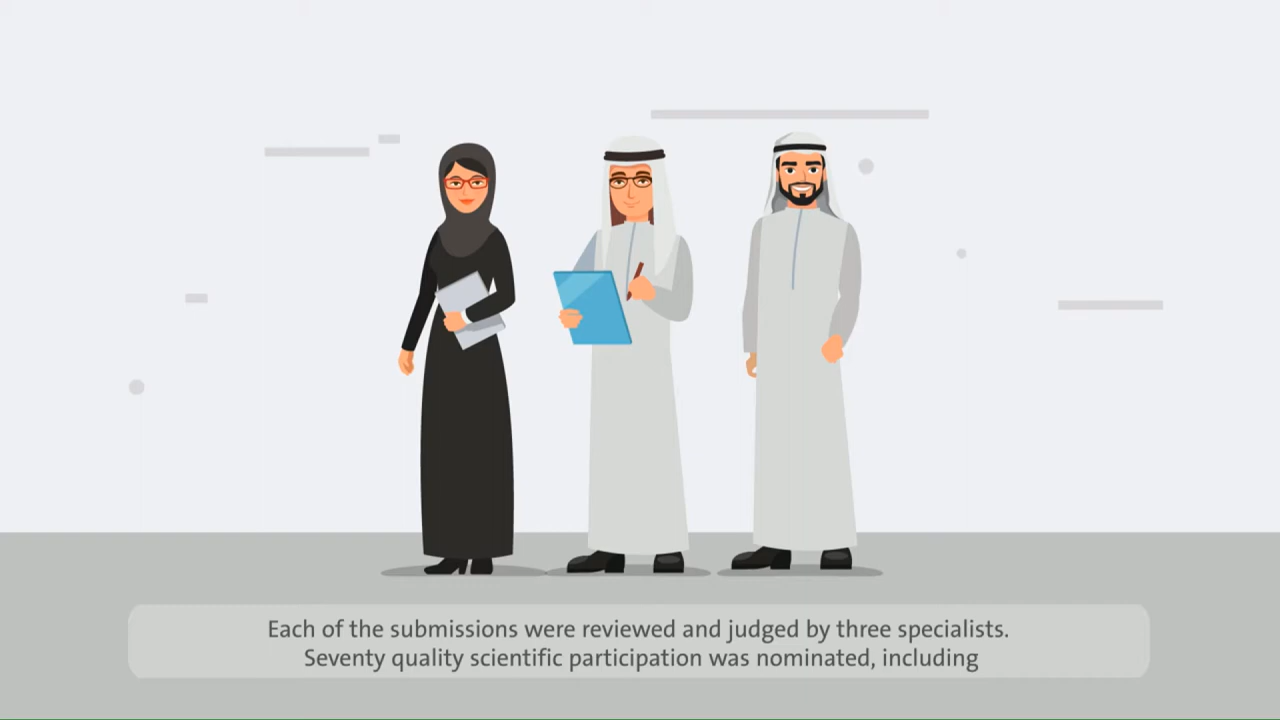 Each of the submissions were reviewed and judged by three specialists.
Seventy quality scientific participation was nominated, including